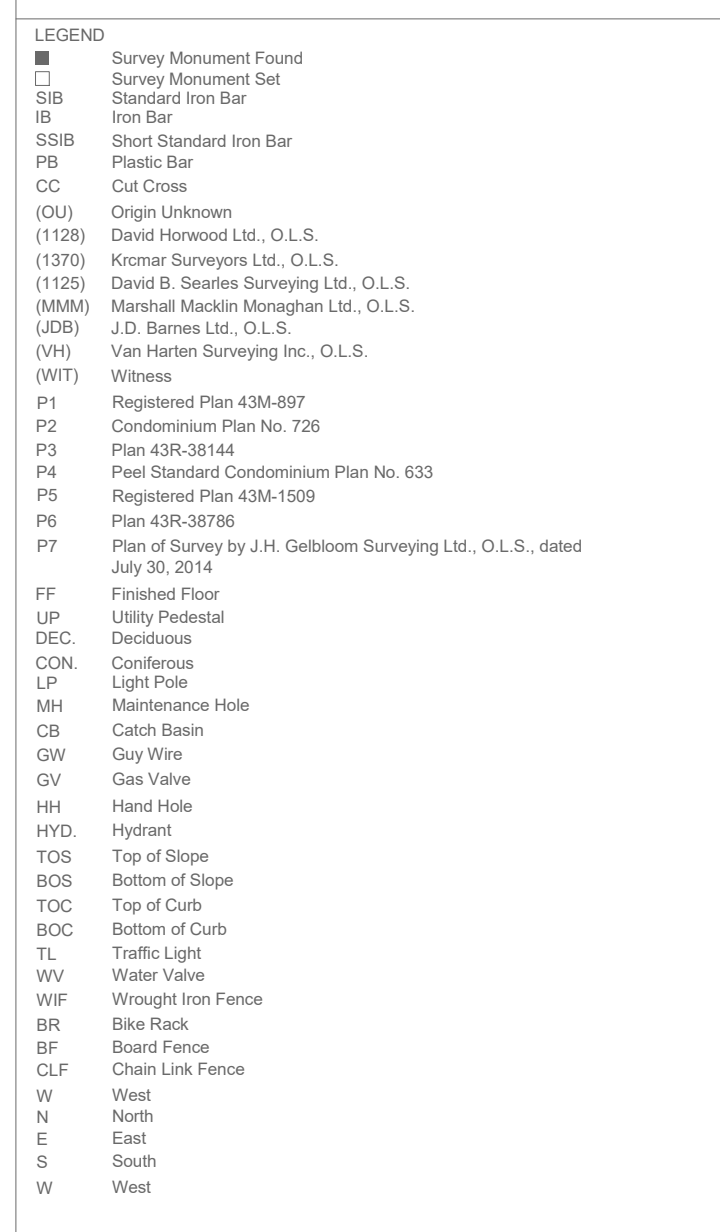 LEGEND
■ Survey Monument Found
□ Survey Monument Set
SIB Standard Iron Bar
IB Iron Bar
SSIB Short Standard Iron Bar
PB Plastic Bar
CC Cut Cross
(OU) Origin Unknown
(1128) David Horwood Ltd., O.L.S.
(1370) Krcmar Surveyors Ltd., O.L.S.
(1125) David B. Searles Surveying Ltd., O.L.S.
(MMM) Marshall Macklin Monaghan Ltd., O.L.S.
(JDB) J.D. Barnes Ltd., O.L.S.
(VH) Van Harten Surveying Inc., O.L.S.
(WIT) Witness
P1 Registered Plan 43M-897
P2 Condominium Plan No. 726
P3 Plan 43R-38144
P4 Peel Standard Condominium Plan No. 633
P5 Registered Plan 43M-1509
P6 Plan 43R-38786
P7 Plan of Survey by J.H. Gelbloom Surveying Ltd., O.L.S., dated
July 30, 2014
FF Finished Floor
UP Utility Pedestal
DEC. Deciduous
CON. Coniferous
LP Light Pole
MH Maintenance Hole
CB Catch Basin
GW Guy Wire
GV Gas Valve
HH Hand Hole
HYD. Hydrant
TOS Top of Slope
BOS Bottom of Slope
TOC Top of Curb
BOC Bottom of Curb
TL Traffic Light
WV Water Valve
WIF Wrought Iron Fence
BR Bike Rack
BF Board Fence
CLF Chain Link Fence
W West
N North
E East
S South
W West